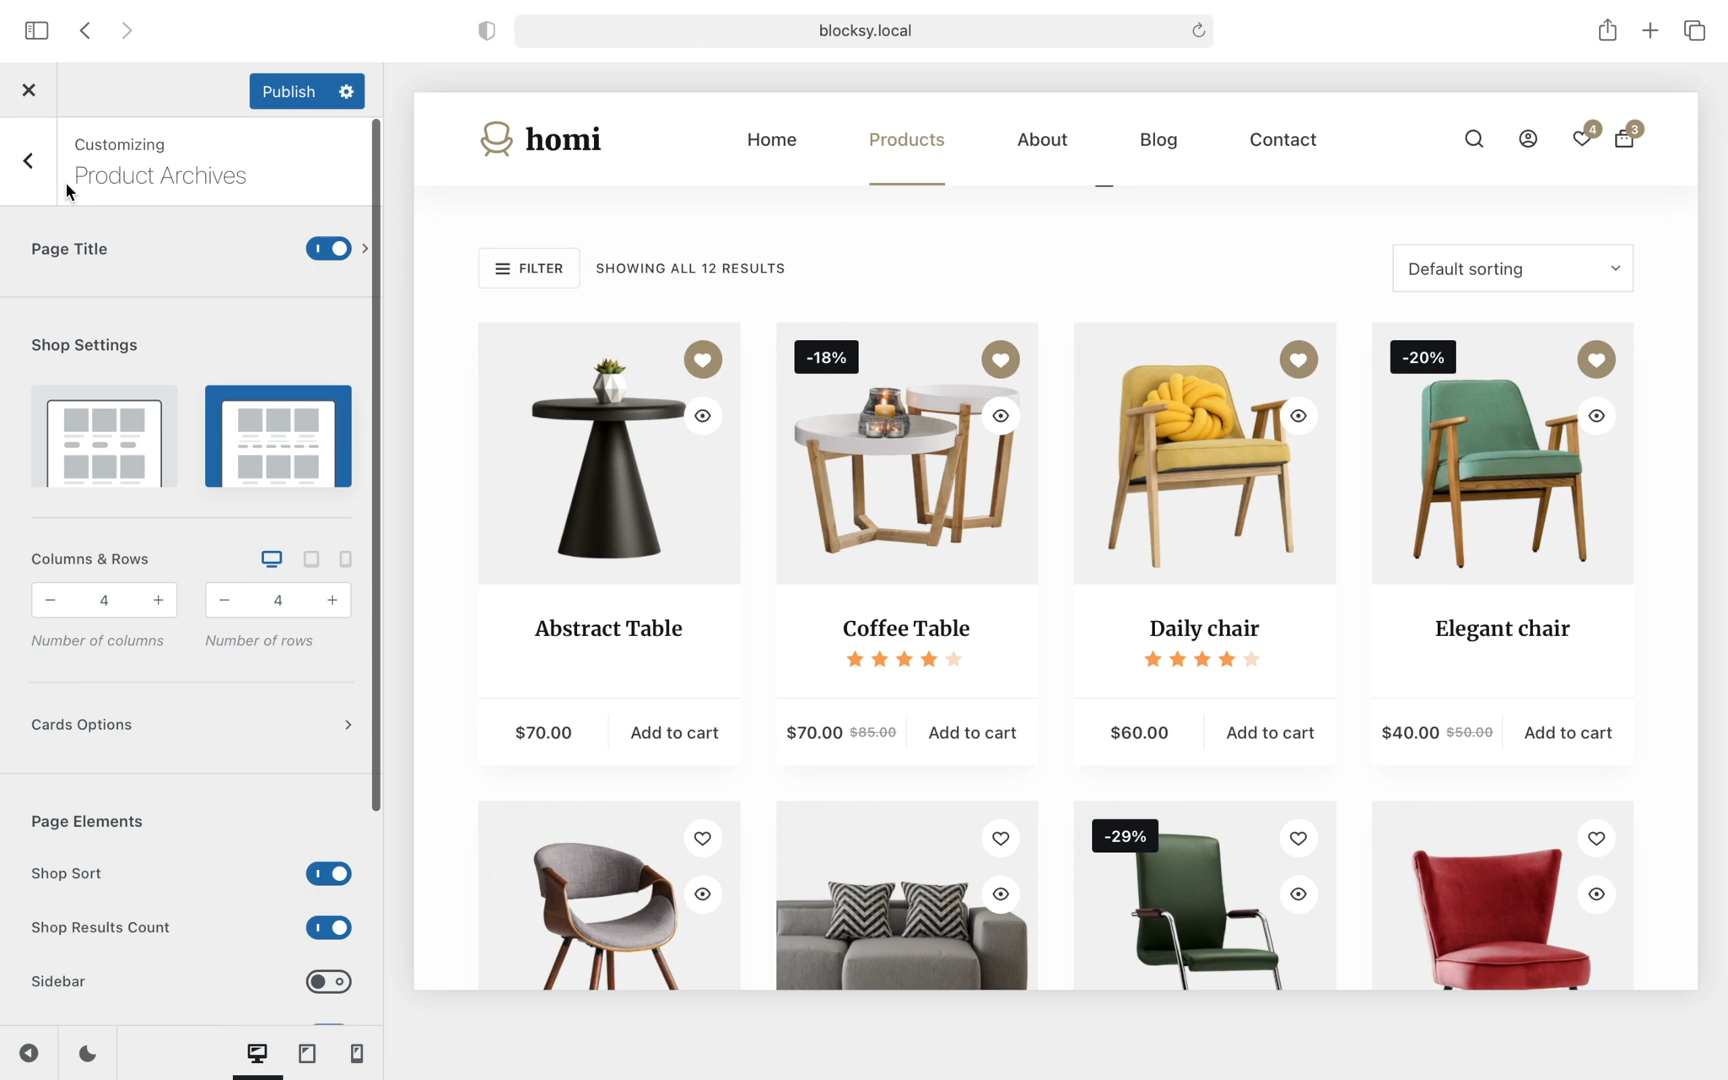 blocksy.local
Publish
Customizing
Product Archives
Page Title
Shop Settings
Columns & Rows
4
4
Number of columns
Number of rows
Cards Options
Page Elements
Shop Sort
Shop Results Count
Sidebar
homi
Home
Products
About
Blog
Contact
4
3
FILTER
SHOWING ALL 12 RESULTS
Default sorting
-18%
-20%
Abstract Table
Coffee Table
Daily chair
Elegant chair
$70.00
Add to cart
$70.00 $85.00
Add to cart
$60.00
Add to cart
$40.00 $50.00
Add to cart
-29%